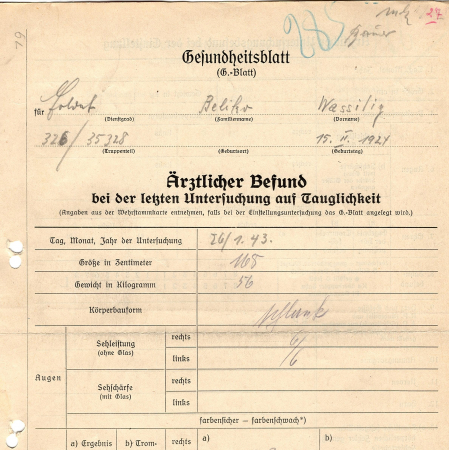 285
27
79
Gesundheitsblatt
(G.-Blatt)
für Soldat Beliko Wassilij
(Dienstgrad) (Familienname) (Vorname)
326/35328 15. II. 1924
(Truppenteil) (Geburtsort) (Geburtstag)
Ärztlicher Befund
bei der letzten Untersuchung auf Tauglichkeit
(Angaben aus der Wehrstammkarte entnehmen, falls bei der Einstellungsuntersuchung das G.-Blatt angelegt wird.)
Tag, Monat, Jahr der Untersuchung 26/1.43.
Größe in Zentimeter 165
Gewicht in Kilogramm 56
Körperbauform schlank
Augen
Sehleistung (ohne Glas) rechts 6/
links /6
Sehschärfe (mit Glas) rechts
links
farbensicher – farbenschwach*)
a) Ergebnis b) Trom- rechts a) b)